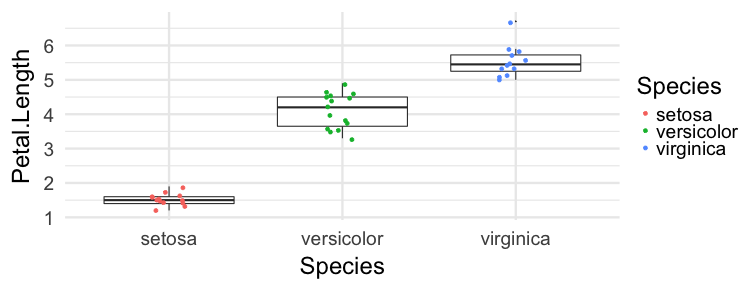 Petal.Length
6
5
4
3
2
1
setosa
versicolor
virginica
Species
Species
setosa
versicolor
virginica